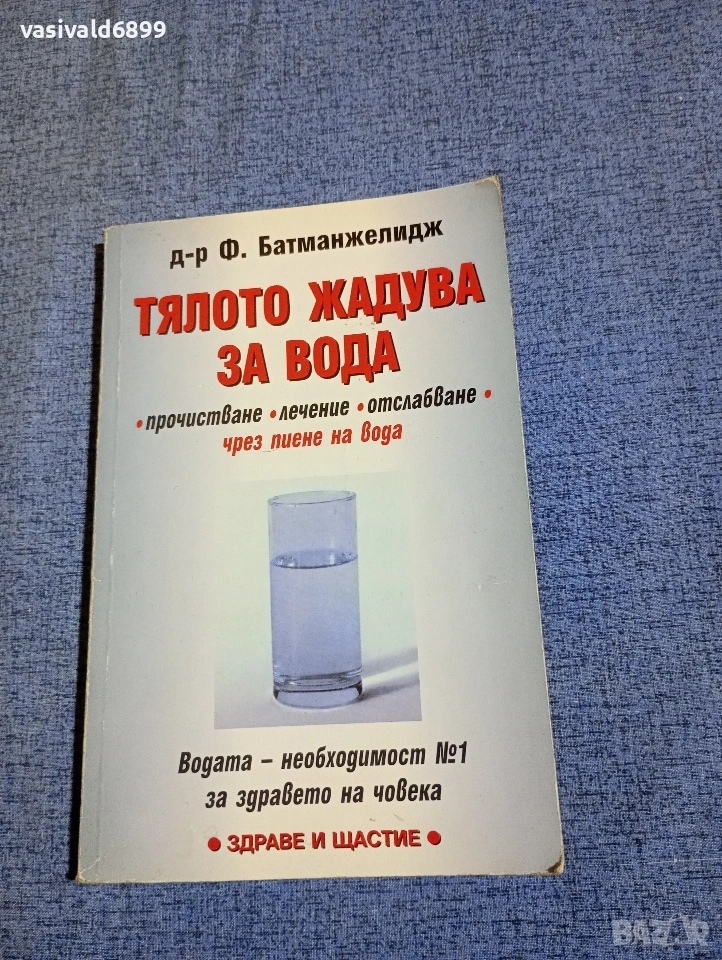 vasivald6899
д-р Ф. Батманжелидж
ТЯЛОТО ЖАДУВА
ЗА ВОДА
• прочистване • лечение • отслабване •
чрез пиене на вода
Водата – необходимост №1
за здравето на човека
• ЗДРАВЕ И ЩАСТИЕ •
BAZAR